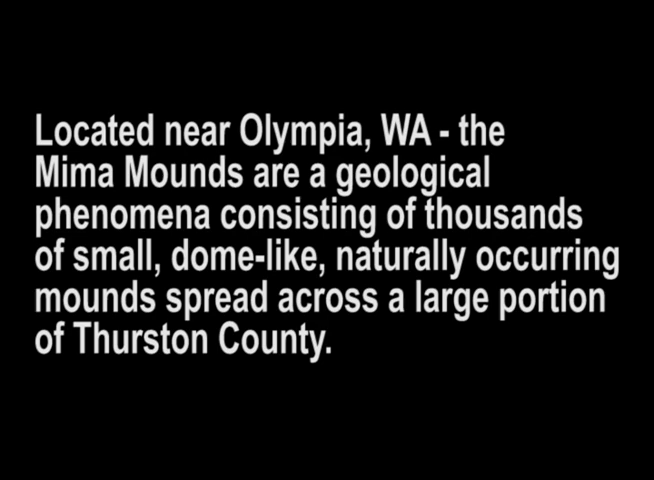 Located near Olympia, WA - the
Mima Mounds are a geological
phenomena consisting of thousands
of small, dome-like, naturally occurring
mounds spread across a large portion
of Thurston County.